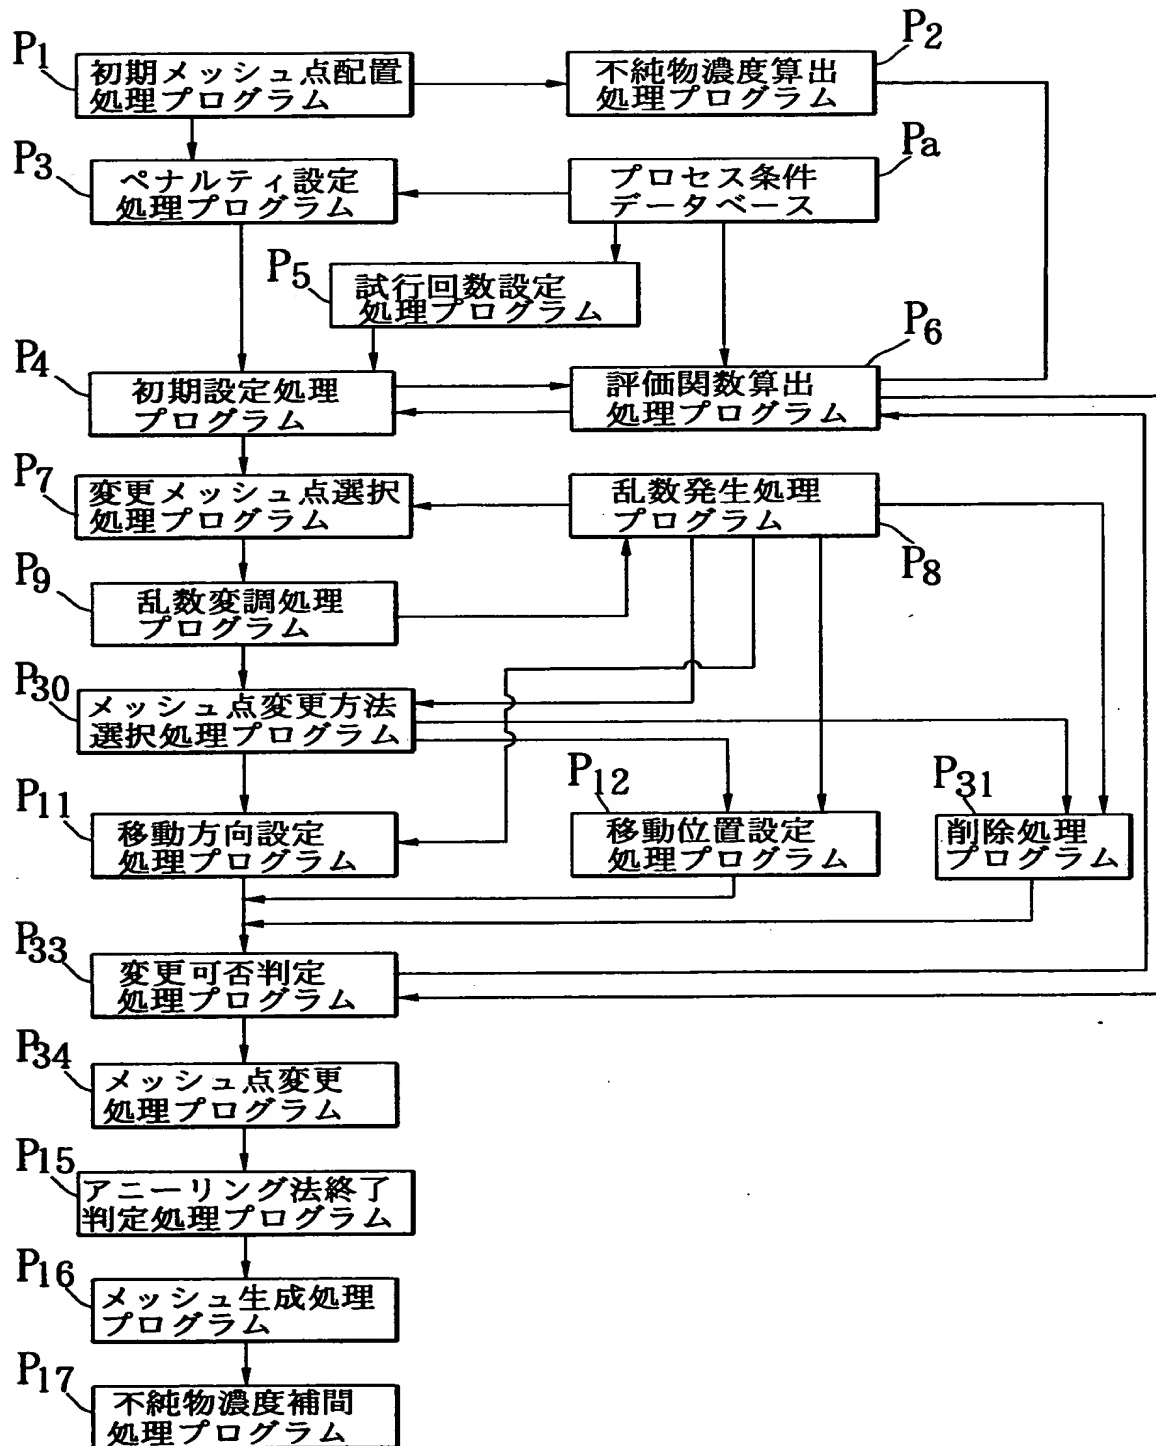 P1
初期メッシュ点配置
処理プログラム
P2
不純物濃度算出
処理プログラム
P3
ペナルティ設定
処理プログラム
Pa
プロセス条件
データベース
P5
試行回数設定
処理プログラム
P4
初期設定処理
プログラム
P6
評価関数算出
処理プログラム
P7
変更メッシュ点選択
処理プログラム
乱数発生処理
プログラム
P8
P9
乱数変調処理
プログラム
P30
メッシュ点変更方法
選択処理プログラム
P11
移動方向設定
処理プログラム
P12
移動位置設定
処理プログラム
P31
削除処理
プログラム
P33
変更可否判定
処理プログラム
P34
メッシュ点変更
処理プログラム
P15
アニーリング法終了
判定処理プログラム
P16
メッシュ生成処理
プログラム
P17
不純物濃度補間
処理プログラム